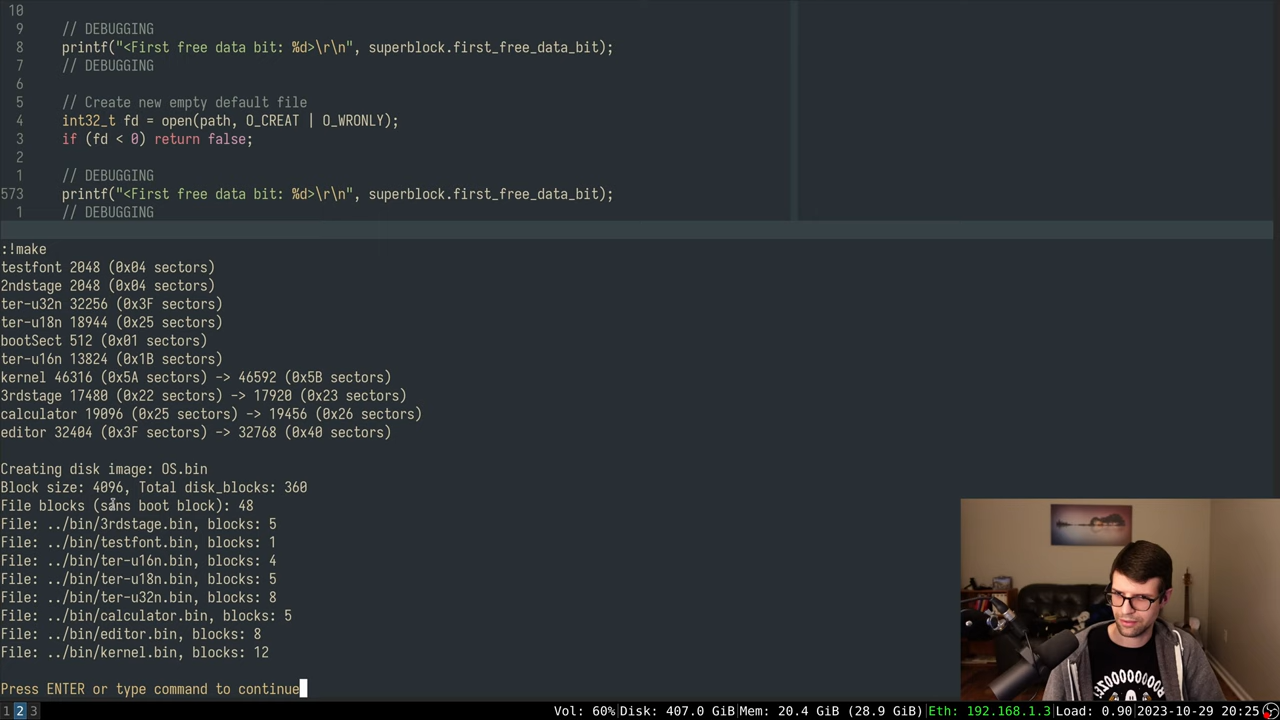 10
9 // DEBUGGING
8 printf("<First free data bit: %d>\r\n", superblock.first_free_data_bit);
7 // DEBUGGING
6
5 // Create new empty default file
4 int32_t fd = open(path, O_CREAT | O_WRONLY);
3 if (fd < 0) return false;
2
1 // DEBUGGING
573 printf("<First free data bit: %d>\r\n", superblock.first_free_data_bit);
1 // DEBUGGING
:!make
testfont 2048 (0x04 sectors)
2ndstage 2048 (0x04 sectors)
ter-u32n 32256 (0x3F sectors)
ter-u18n 18944 (0x25 sectors)
bootSect 512 (0x01 sectors)
ter-u16n 13824 (0x1B sectors)
kernel 46316 (0x5A sectors) -> 46592 (0x5B sectors)
3rdstage 17480 (0x22 sectors) -> 17920 (0x23 sectors)
calculator 19096 (0x25 sectors) -> 19456 (0x26 sectors)
editor 32404 (0x3F sectors) -> 32768 (0x40 sectors)
Creating disk image: OS.bin
Block size: 4096, Total disk_blocks: 360
File blocks (sans boot block): 48
File: ../bin/3rdstage.bin, blocks: 5
File: ../bin/testfont.bin, blocks: 1
File: ../bin/ter-u16n.bin, blocks: 4
File: ../bin/ter-u18n.bin, blocks: 5
File: ../bin/ter-u32n.bin, blocks: 8
File: ../bin/calculator.bin, blocks: 5
File: ../bin/editor.bin, blocks: 8
File: ../bin/kernel.bin, blocks: 12
Press ENTER or type command to continue
1 2 3 Vol: 60%|Disk: 407.0 GiB|Mem: 20.4 GiB (28.9 GiB)|Eth: 192.168.1.3|Load: 0.90 2023-10-29 20:25